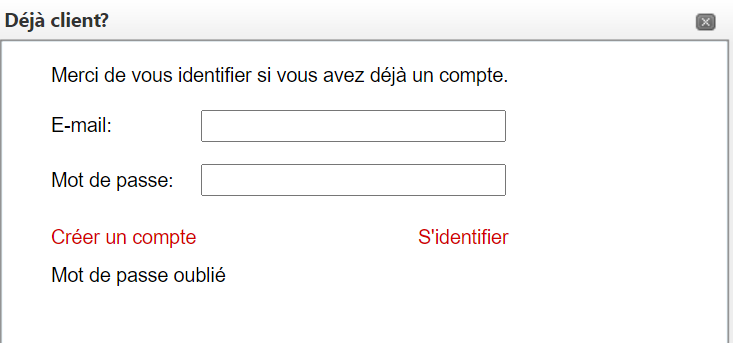 Déjà client?
Merci de vous identifier si vous avez déjà un compte.
E-mail:
Mot de passe:
Créer un compte S'identifier
Mot de passe oublié